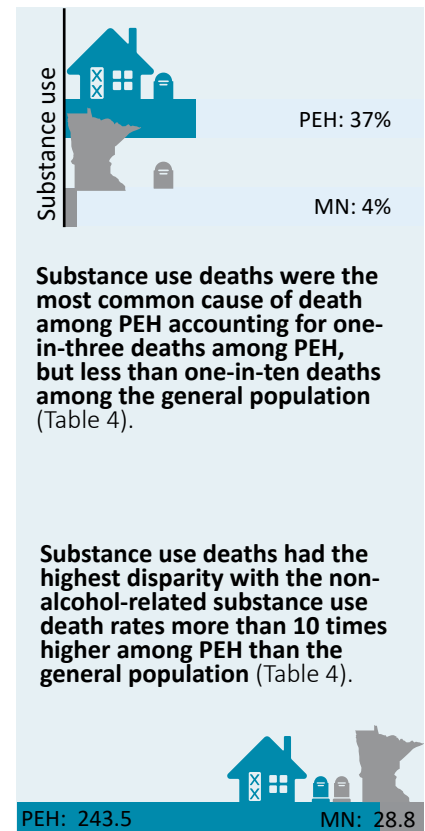 Substance use
PEH: 37%
MN: 4%
Substance use deaths were the
most common cause of death
among PEH accounting for one-
in-three deaths among PEH,
but less than one-in-ten deaths
among the general population
(Table 4).
Substance use deaths had the
highest disparity with the non-
alcohol-related substance use
death rates more than 10 times
higher among PEH than the
general population (Table 4).
PEH: 243.5
MN: 28.8